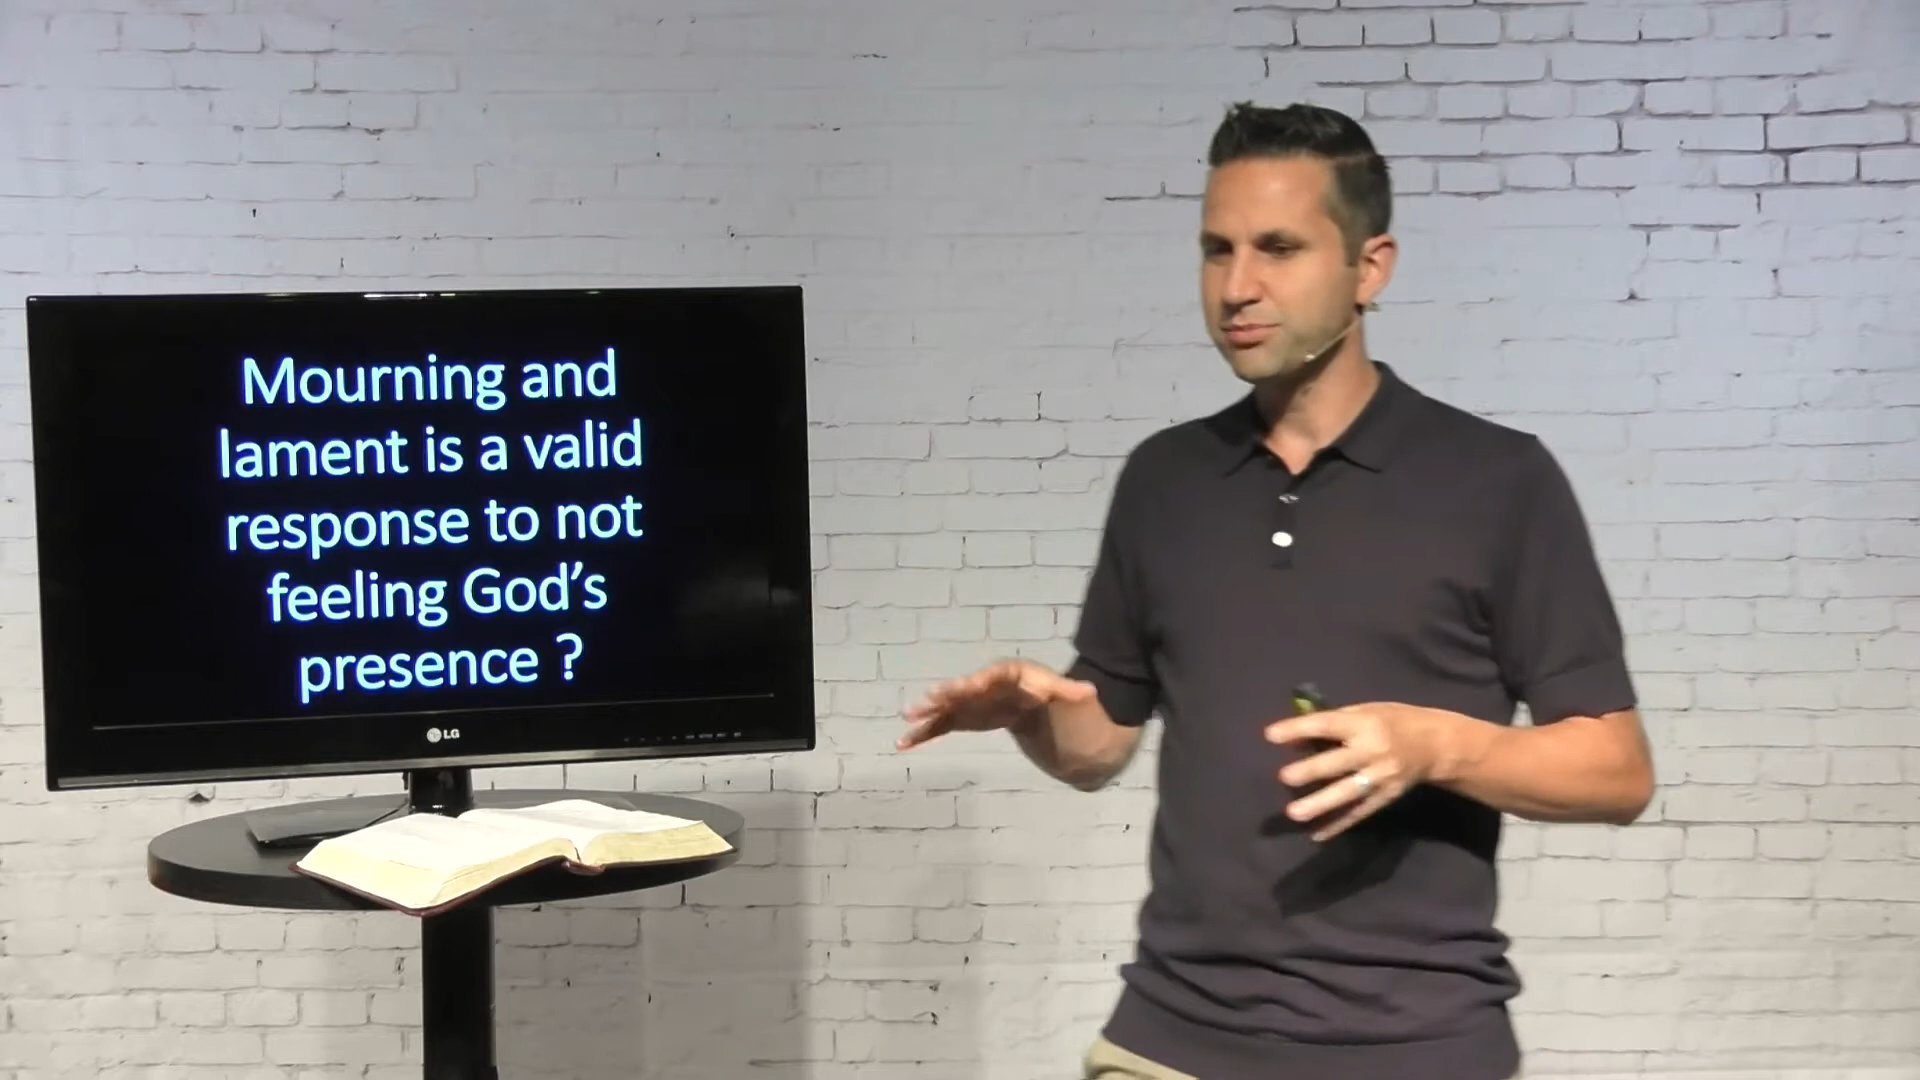 Mourning and
lament is a valid
response to not
feeling God's
presence ?
LG